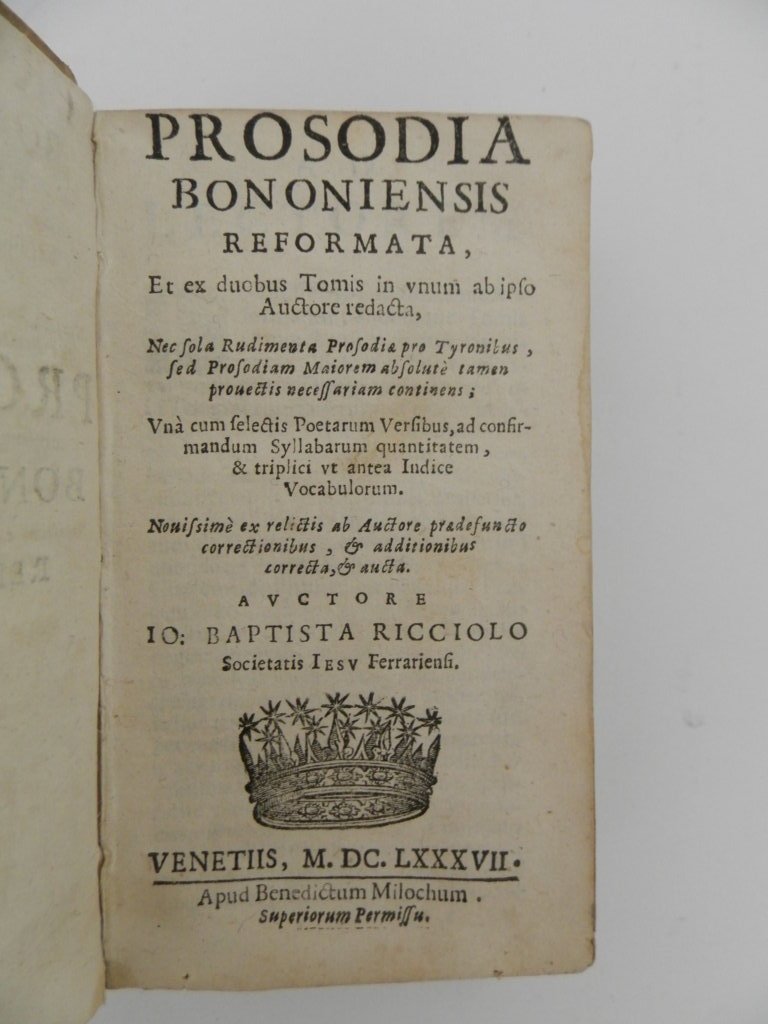 PROSODIA
BONONIENSIS
REFORMATA,
Et ex duobus Tomis in vnum ab ipſo
Auctore redacta,
Nec ſola Rudimenta Proſodiæ pro Tyronibus,
ſed Proſodiam Maiorem abſolutè tamen
prouectis neceſſariam continens;
Vnà cum ſelectis Poetarum Verſibus, ad confir-
mandum Syllabarum quantitatem,
& triplici vt antea Indice
Vocabulorum.
Nouiſsimè ex relictis ab Auctore prædefuncto
correctionibus, & additionibus
correcta, & aucta.
AVCTORE
IO: BAPTISTA RICCIOLO
Societatis IESV Ferrarienſi.
VENETIIS, M. DC. LXXXVII.
Apud Benedictum Milochum.
Superiorum Permiſſu.